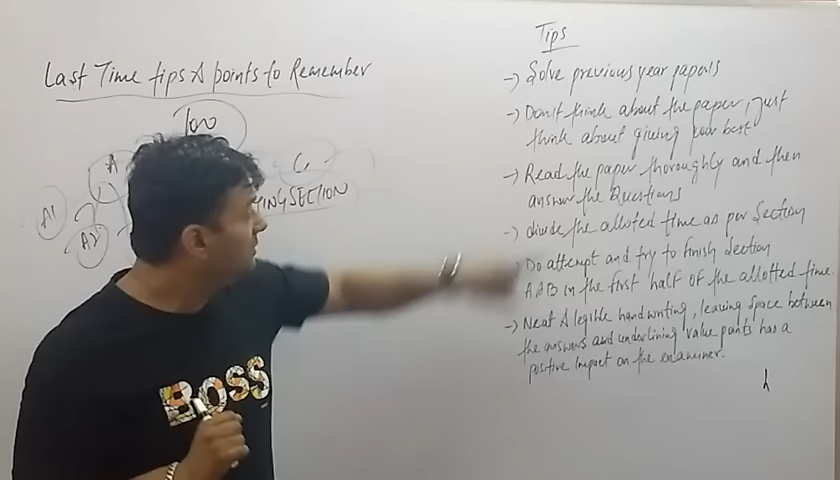 Last Time tips & points to Remember
A
C
A1
SECTION
A2
BOSS
Tips
-) Solve previous year papers
-) Don't think about the paper, just
think about giving your best
-) Read the paper thoroughly and then
answer the Questions
-) divide the alloted time as per Section
Do attempt and try to finish Section
A & B in the first half of the allotted time.
-) Neat & legible handwriting, leaving space between
the answers and underlining value points has a
positive impact on the examiner.